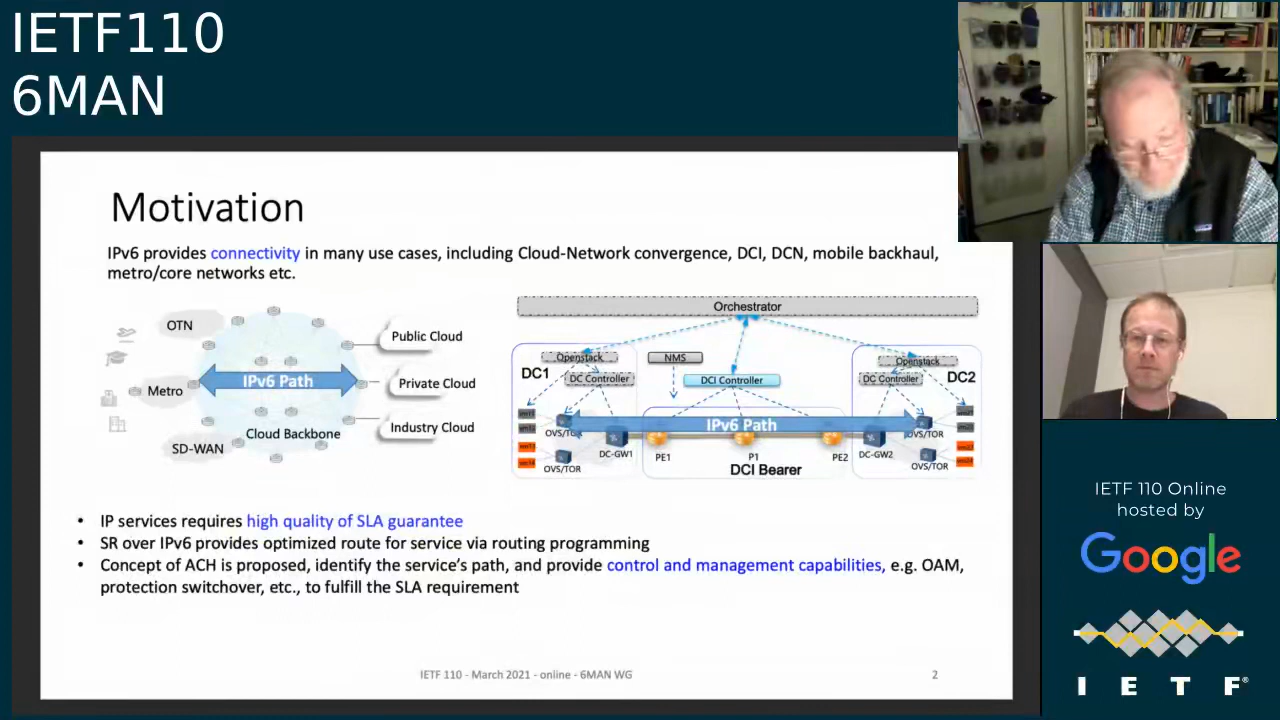 IETF110
6MAN
Motivation
IPv6 provides connectivity in many use cases, including Cloud-Network convergence, DCI, DCN, mobile backhaul,
metro/core networks etc.
OTN
Metro
SD-WAN
IPv6 Path
Cloud Backbone
Public Cloud
Private Cloud
Industry Cloud
Orchestrator
DC1
Openstack
DC Controller
NMS
DCI Controller
Openstack
DC Controller
DC2
IPv6 Path
OVS/TOR
OVS/TOR
DC-GW1
PE1
P1
PE2
DC-GW2
OVS/TOR
OVS/TOR
DCI Bearer
• IP services requires high quality of SLA guarantee
• SR over IPv6 provides optimized route for service via routing programming
• Concept of ACH is proposed, identify the service's path, and provide control and management capabilities, e.g. OAM,
protection switchover, etc., to fulfill the SLA requirement
IETF 110 - March 2021 - online - 6MAN WG
2
IETF 110 Online
hosted by
Google
I E T F®